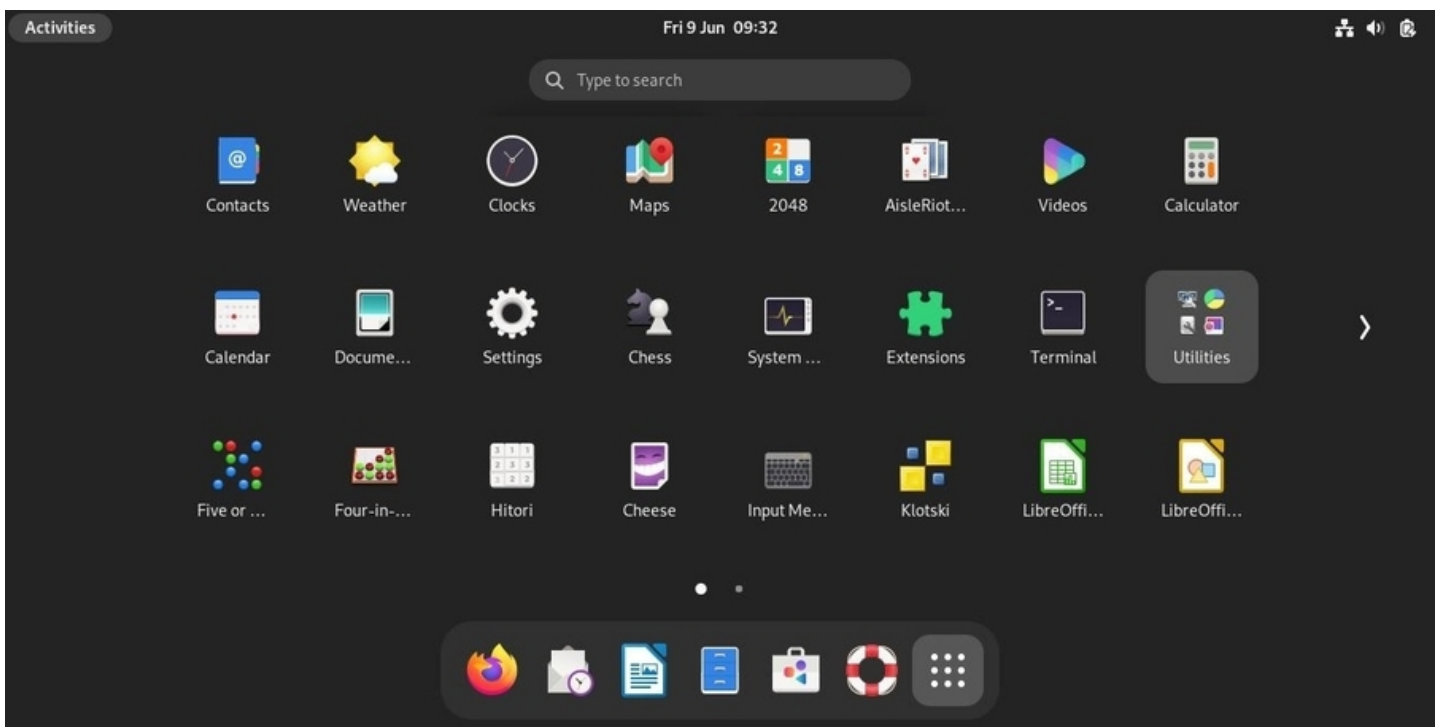 Activities
Fri 9 Jun 09:32
Type to search
Contacts
Weather
Clocks
Maps
2048
AisleRiot...
Videos
Calculator
Calendar
Docume...
Settings
Chess
System ...
Extensions
Terminal
Utilities
Five or ...
Four-in-...
Hitori
Cheese
Input Me...
Klotski
LibreOffi...
LibreOffi...